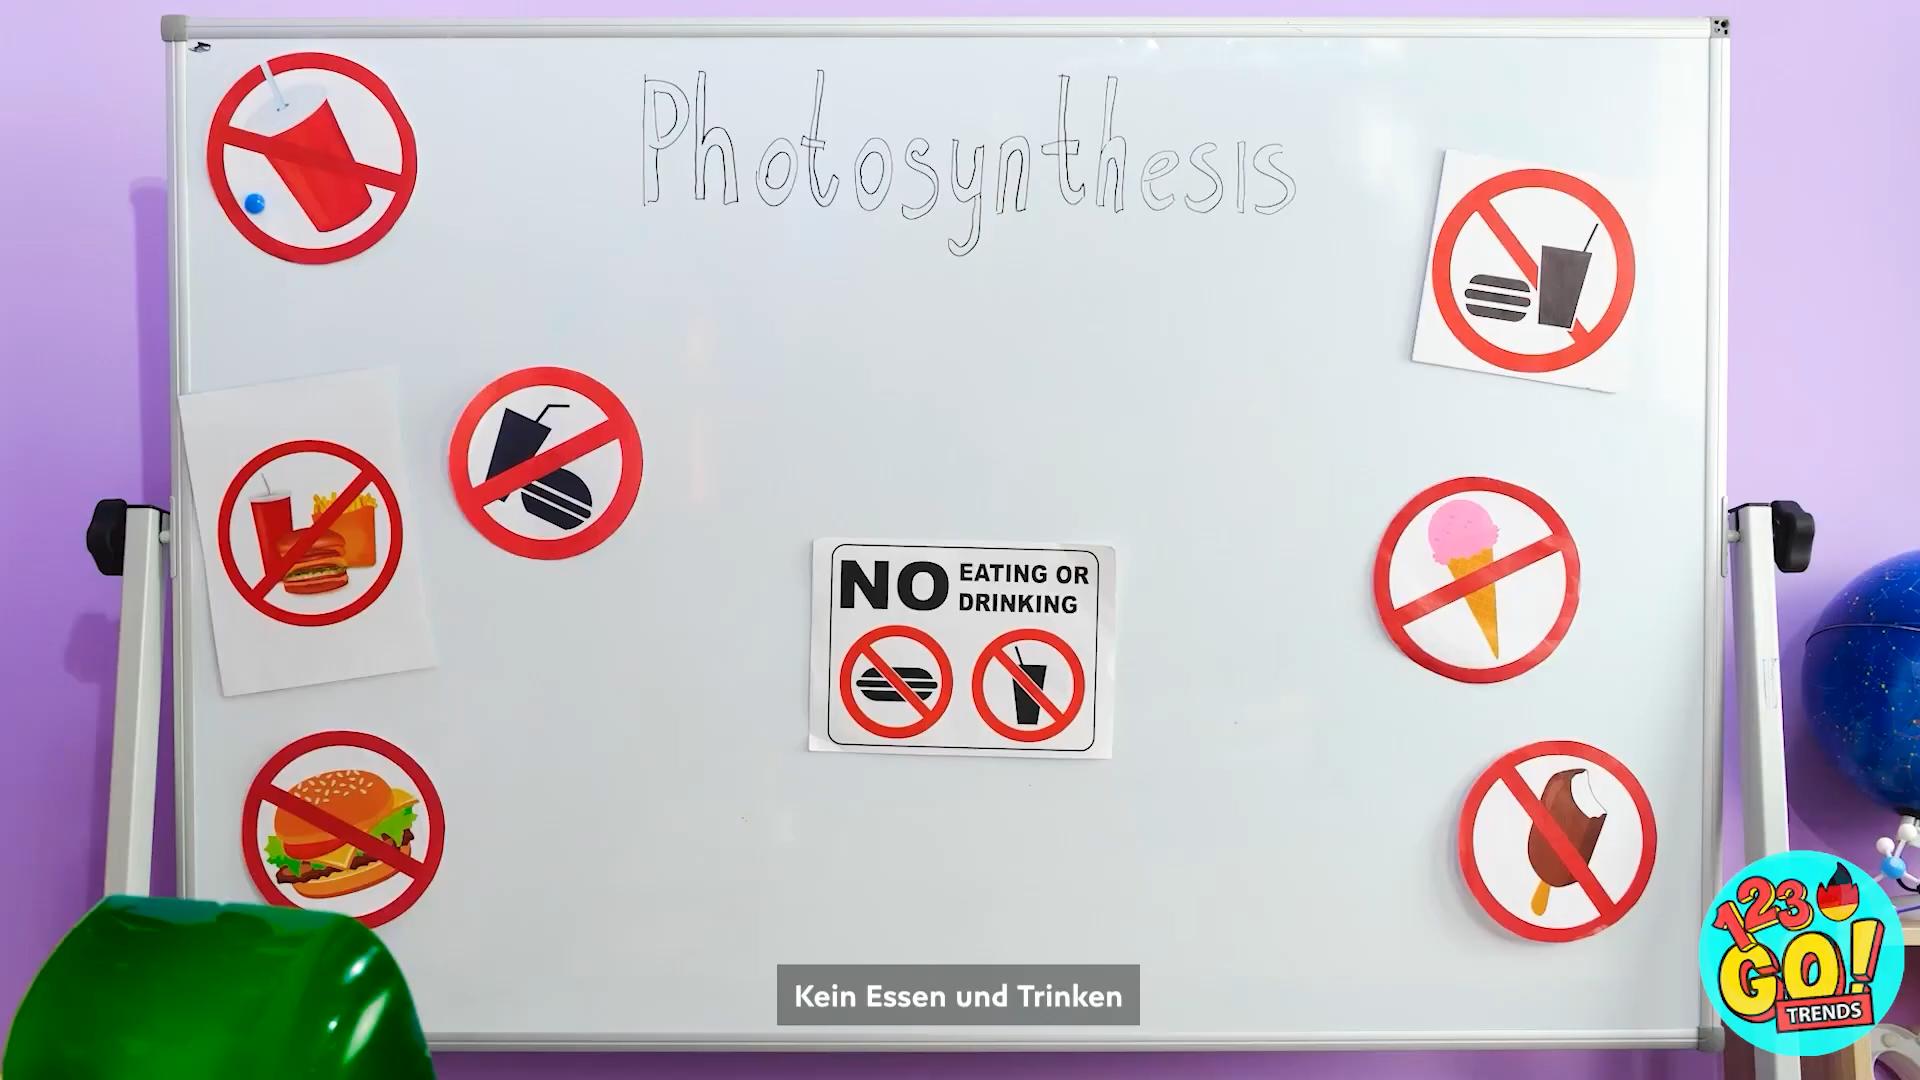 Photosynthesis
NO EATING OR
DRINKING
Kein Essen und Trinken
123
GO!
TRENDS